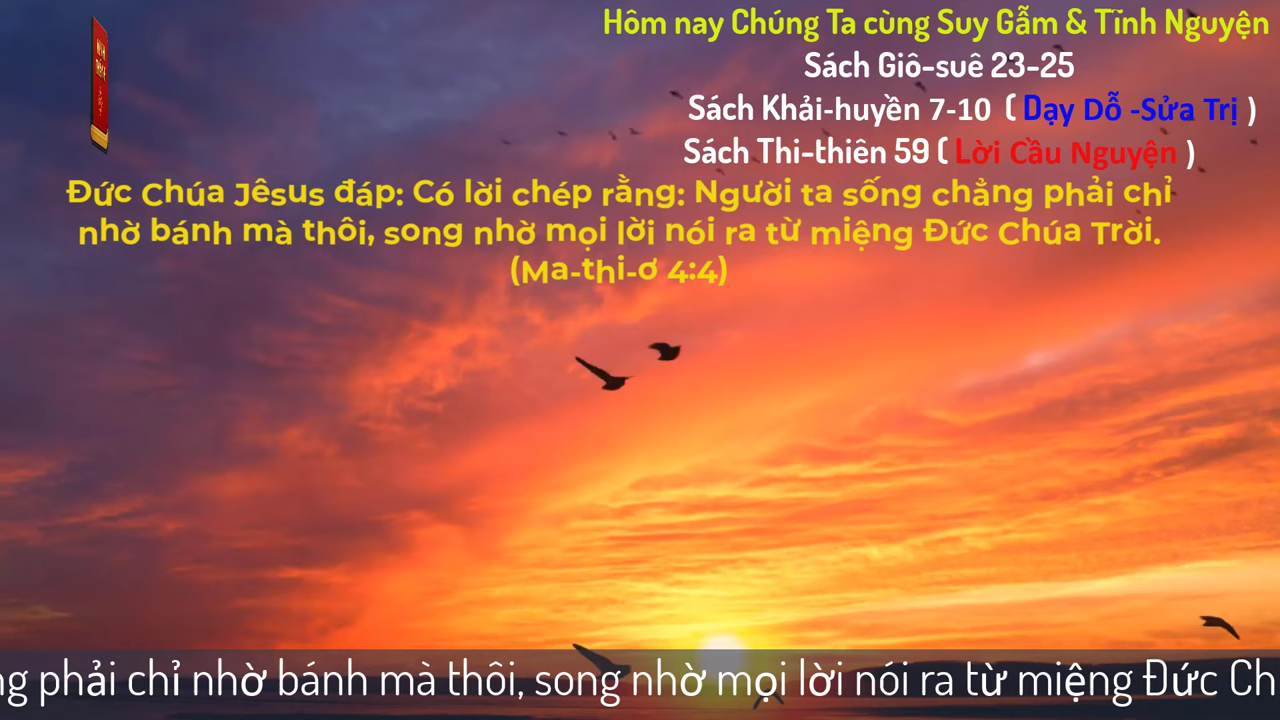 Hôm nay Chúng Ta cùng Suy Gẫm & Tĩnh Nguyện
Sách Giô-suê 23-25
Sách Khải-huyền 7-10 ( Dạy Dỗ -Sửa Trị )
Sách Thi-thiên 59 ( Lời Cầu Nguyện )
Đức Chúa Jêsus đáp: Có lời chép rằng: Người ta sống chẳng phải chỉ
nhờ bánh mà thôi, song nhờ mọi lời nói ra từ miệng Đức Chúa Trời.
(Ma-thi-ơ 4:4)
ng phải chỉ nhờ bánh mà thôi, song nhờ mọi lời nói ra từ miệng Đức Ch